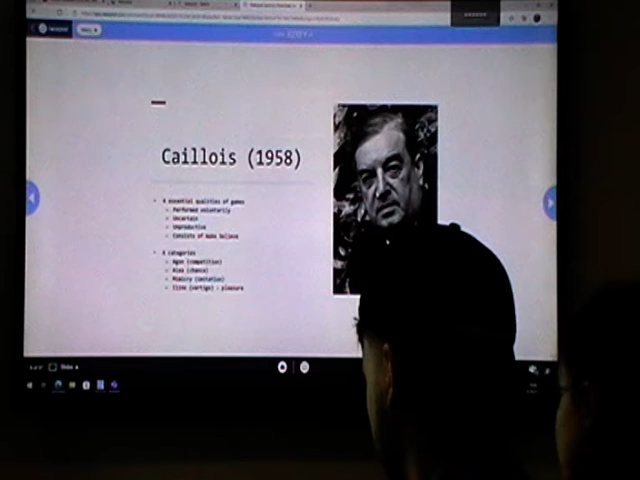 Caillois (1958)
4 essential qualities of games
Performed voluntarily
Uncertain
Unproductive
Consists of make believe
4 categories
Agon (competition)
Alea (chance)
Mimicry (imitation)
Ilinx (vertigo) - pleasure